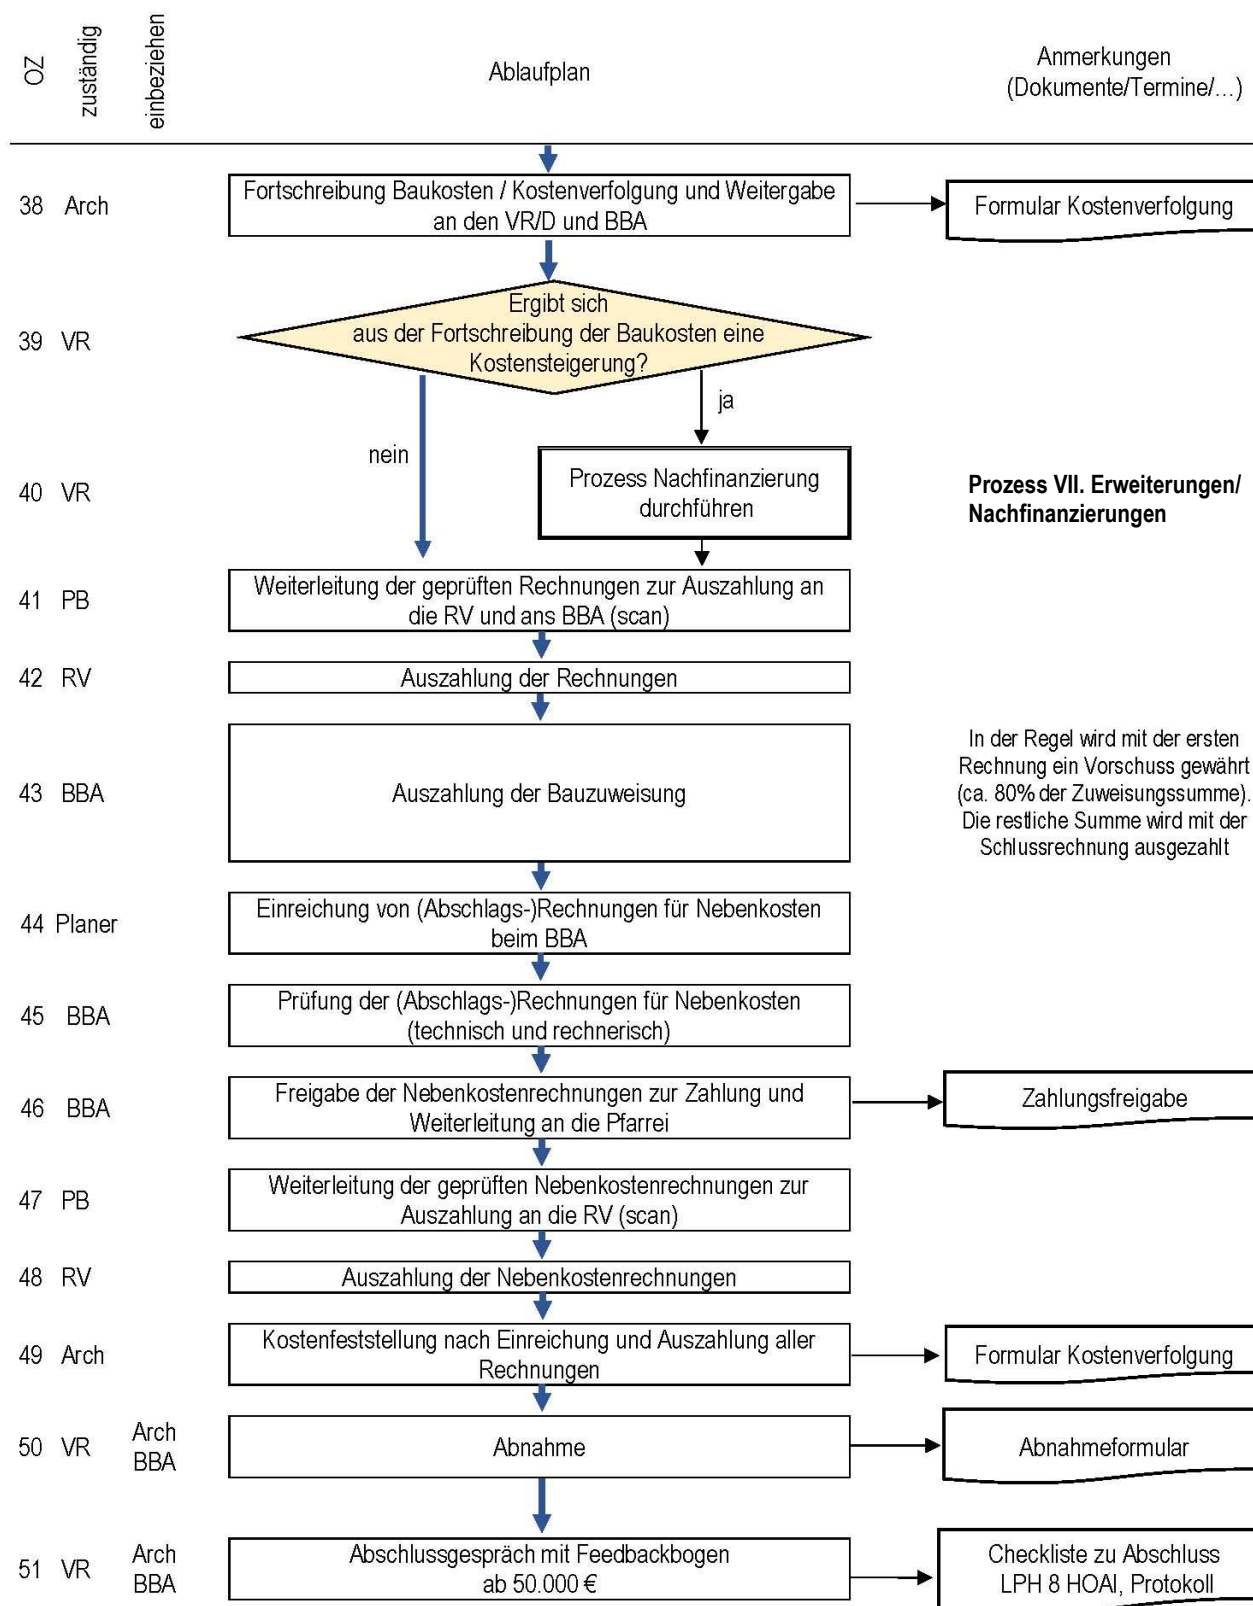 OZ
zuständig
einbeziehen
Ablaufplan
Anmerkungen
(Dokumente/Termine/…)
38 Arch
Fortschreibung Baukosten / Kostenverfolgung und Weitergabe
an den VR/D und BBA
Formular Kostenverfolgung
39 VR
Ergibt sich
aus der Fortschreibung der Baukosten eine
Kostensteigerung?
ja
nein
40 VR
Prozess Nachfinanzierung
durchführen
Prozess VII. Erweiterungen/
Nachfinanzierungen
41 PB
Weiterleitung der geprüften Rechnungen zur Auszahlung an
die RV und ans BBA (scan)
42 RV
Auszahlung der Rechnungen
43 BBA
Auszahlung der Bauzuweisung
In der Regel wird mit der ersten
Rechnung ein Vorschuss gewährt
(ca. 80% der Zuweisungssumme).
Die restliche Summe wird mit der
Schlussrechnung ausgezahlt
44 Planer
Einreichung von (Abschlags-)Rechnungen für Nebenkosten
beim BBA
45 BBA
Prüfung der (Abschlags-)Rechnungen für Nebenkosten
(technisch und rechnerisch)
46 BBA
Freigabe der Nebenkostenrechnungen zur Zahlung und
Weiterleitung an die Pfarrei
Zahlungsfreigabe
47 PB
Weiterleitung der geprüften Nebenkostenrechnungen zur
Auszahlung an die RV (scan)
48 RV
Auszahlung der Nebenkostenrechnungen
49 Arch
Kostenfeststellung nach Einreichung und Auszahlung aller
Rechnungen
Formular Kostenverfolgung
50 VR
Arch
BBA
Abnahme
Abnahmeformular
51 VR
Arch
BBA
Abschlussgespräch mit Feedbackbogen
ab 50.000 €
Checkliste zu Abschluss
LPH 8 HOAI, Protokoll